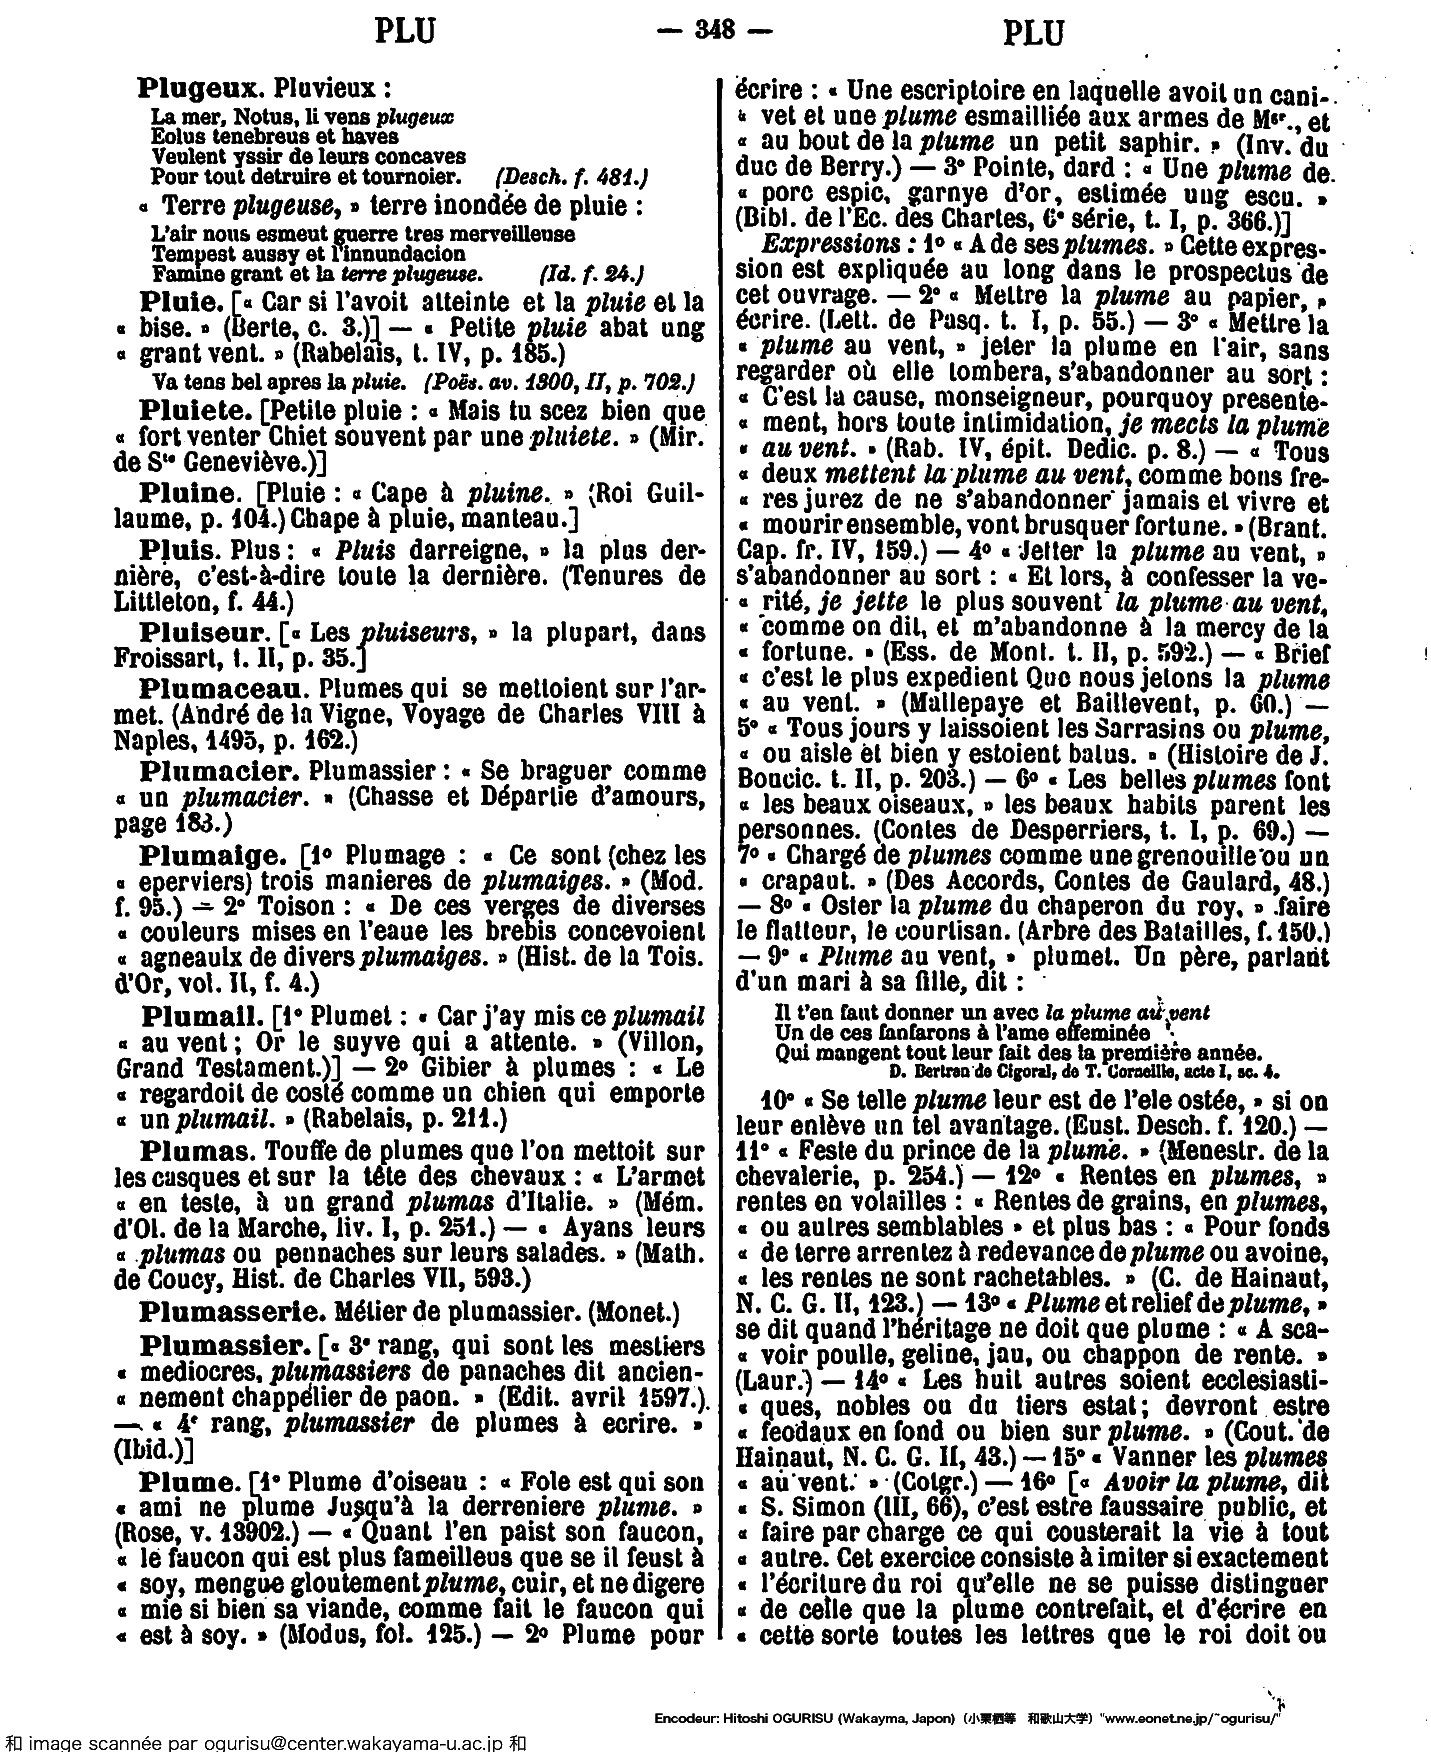 PLU
— 348 —
PLU
Plugeux. Pluvieux :
La mer, Notus, li vens plugeux
Eolus tenebreus et haves
Veulent yssir de leurs concaves
Pour tout detruire et tournoier. (Desch. f. 481.)
« Terre plugeuse, » terre inondée de pluie :
L'air nous esmeut guerre tres merveilleuse
Tempest aussy et l'innundacion
Famine grant et la terre plugeuse. (Id. f. 24.)
Pluie. [« Car si l'avoit atteinte et la pluie et la
« bise. » (Berte, c. 3.)] — « Petite pluie abat ung
« grant vent. » (Rabelais, t. IV, p. 185.)
Va tens bel apres la pluie. (Poës. av. 1300, II, p. 702.)
Pluiete. [Petite pluie : « Mais tu scez bien que
« fort venter Chiet souvent par une pluiete. » (Mir.
de Ste Geneviève.)]
Pluine. [Pluie : « Cape à pluine. » (Roi Guil-
laume, p. 104.) Chape à pluie, manteau.]
Pluis. Plus : « Pluis darreigne, » la plus der-
nière, c'est-à-dire toute la dernière. (Tenures de
Littleton, f. 44.)
Pluiseur. [« Les pluiseurs, » la plupart, dans
Froissart, t. II, p. 35.]
Plumaceau. Plumes qui se mettoient sur l'ar-
met. (André de la Vigne, Voyage de Charles VIII à
Naples, 1495, p. 162.)
Plumacier. Plumassier : « Se braguer comme
« un plumacier. » (Chasse et Départie d'amours,
page 183.)
Plumaige. [1º Plumage : « Ce sont (chez les
« eperviers) trois manieres de plumaiges. » (Mod.
f. 95.) — 2º Toison : « De ces verges de diverses
« couleurs mises en l'eaue les brebis concevoient
« agneaulx de divers plumaiges. » (Hist. de la Tois.
d'Or, vol. II, f. 4.)
Plumail. [1º Plumet : « Car j'ay mis ce plumail
« au vent ; Or le suyve qui a attente. » (Villon,
Grand Testament.)] — 2º Gibier à plumes : « Le
« regardoit de costé comme un chien qui emporte
« un plumail. » (Rabelais, p. 211.)
Plumas. Touffe de plumes que l'on mettoit sur
les casques et sur la tête des chevaux : « L'armet
« en teste, à un grand plumas d'Italie. » (Mém.
d'Ol. de la Marche, liv. I, p. 251.) — « Ayans leurs
« plumas ou pennaches sur leurs salades. » (Math.
de Coucy, Hist. de Charles VII, 593.)
Plumasserie. Métier de plumassier. (Monet.)
Plumassier. [« 3e rang, qui sont les mestiers
« mediocres, plumassiers de panaches dit ancien-
« nement chappelier de paon. » (Edit. avril 1597.)
— « 4e rang, plumassier de plumes à ecrire. »
(Ibid.)]
Plume. [1º Plume d'oiseau : « Fole est qui son
« ami ne plume Jusqu'à la derreniere plume. »
(Rose, v. 13902.) — « Quant l'en paist son faucon,
« le faucon qui est plus fameilleus que se il feust à
« soy, mengue gloutement plume, cuir, et ne digere
« mie si bien sa viande, comme fait le faucon qui
« est à soy. » (Modus, fol. 125.) — 2º Plume pour
écrire : « Une escriptoire en laquelle avoit un cani-
« vet et une plume esmailliée aux armes de Mgr., et
« au bout de la plume un petit saphir. » (Inv. du
duc de Berry.) — 3º Pointe, dard : « Une plume de
« porc espic, garnye d'or, estimée ung escu. »
(Bibl. de l'Ec. des Chartes, 6e série, t. I, p. 366.)]
Expressions : 1º « A de ses plumes. » Cette expres-
sion est expliquée au long dans le prospectus de
cet ouvrage. — 2º « Mettre la plume au papier, »
écrire. (Lett. de Pasq. t. I, p. 55.) — 3º « Mettre la
« plume au vent, » jeter la plume en l'air, sans
regarder où elle tombera, s'abandonner au sort :
« C'est la cause, monseigneur, pourquoy presente-
« ment, hors toute intimidation, je mects la plume
« au vent. » (Rab. IV, épit. Dedic. p. 8.) — « Tous
« deux mettent la plume au vent, comme bons fre-
« res jurez de ne s'abandonner jamais et vivre et
« mourir ensemble, vont brusquer fortune. » (Brant.
Cap. fr. IV, 159.) — 4º « Jetter la plume au vent, »
s'abandonner au sort : « Et lors, à confesser la ve-
« rité, je jette le plus souvent la plume au vent,
« comme on dit, et m'abandonne à la mercy de la
« fortune. » (Ess. de Mont. t. II, p. 592.) — « Brief
« c'est le plus expedient Que nous jetons la plume
« au vent. » (Mallepaye et Baillevent, p. 60.) —
5º « Tous jours y laissoient les Sarrasins ou plume,
« ou aisle et bien y estoient batus. » (Histoire de J.
Boucic. t. II, p. 203.) — 6º « Les belles plumes font
« les beaux oiseaux, » les beaux habits parent les
personnes. (Contes de Desperriers, t. I, p. 69.) —
7º « Chargé de plumes comme une grenouille ou un
« crapaut. » (Des Accords, Contes de Gaulard, 48.)
— 8º « Oster la plume du chaperon du roy, » faire
le flatteur, le courtisan. (Arbre des Batailles, f. 150.)
— 9º « Plume au vent, » plumet. Un père, parlant
d'un mari à sa fille, dit :
Il t'en faut donner un avec la plume au vent
Un de ces fanfarons à l'ame effeminée
Qui mangent tout leur fait des la première année.
D. Bertran de Cigoral, de T. Corneille, acte I, sc. 4.
10º « Se telle plume leur est de l'ele ostée, » si on
leur enlève un tel avantage. (Eust. Desch. f. 120.) —
11º « Feste du prince de la plume. » (Menestr. de la
chevalerie, p. 254.) — 12º « Rentes en plumes, »
rentes en volailles : « Rentes de grains, en plumes,
« ou autres semblables » et plus bas : « Pour fonds
« de terre arrentez à redevance de plume ou avoine,
« les rentes ne sont rachetables. » (C. de Hainaut,
N. C. G. II, 123.) — 13º « Plume et relief de plume, »
se dit quand l'héritage ne doit que plume : « A sca-
« voir poulle, geline, jau, ou chappon de rente. »
(Laur.) — 14º « Les huit autres soient ecclesiasti-
« ques, nobles ou du tiers estat ; devront estre
« feodaux en fond ou bien sur plume. » (Cout. de
Hainaut, N. C. G. II, 43.) — 15º « Vanner les plumes
« au vent. » (Cotgr.) — 16º [« Avoir la plume, dit
« S. Simon (III, 66), c'est estre faussaire public, et
« faire par charge ce qui cousterait la vie à tout
« autre. Cet exercice consiste à imiter si exactement
« l'écriture du roi qu'elle ne se puisse distinguer
« de celle que la plume contrefait, et d'écrire en
« cette sorte toutes les lettres que le roi doit ou
Encodeur: Hitoshi OGURISU (Wakayma, Japon) (小栗栖等 和歌山大学) "www.eonet.ne.jp/~ogurisu/"
和 image scannée par ogurisu@center.wakayama-u.ac.jp 和